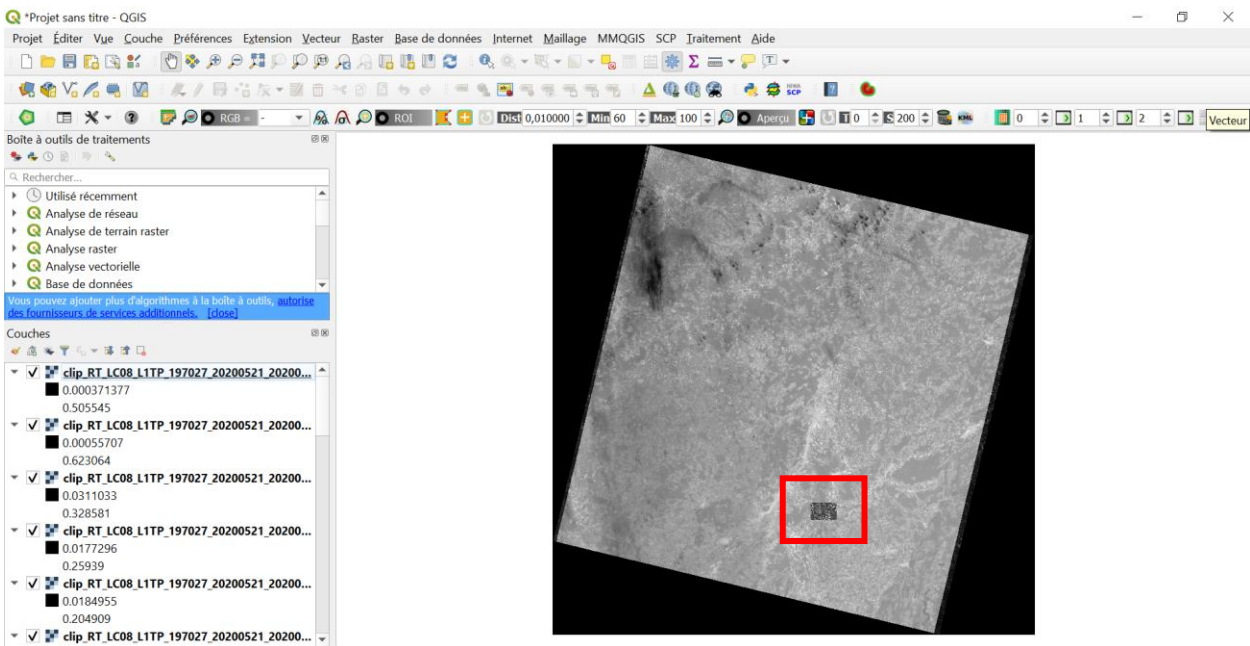 *Projet sans titre - QGIS
Projet Éditer Vue Couche Préférences Extension Vecteur Raster Base de données Internet Maillage MMQGIS SCP Traitement Aide
RGB = - ROI Dist 0,010000 Min 60 Max 100 Aperçu T 0 S 200 KML 0 1 2 Vecteur
Boîte à outils de traitements
Rechercher...
Utilisé récemment
Analyse de réseau
Analyse de terrain raster
Analyse raster
Analyse vectorielle
Base de données
Vous pouvez ajouter plus d'algorithmes à la boîte à outils, autorise
des fournisseurs de services additionnels. [close]
Couches
clip_RT_LC08_L1TP_197027_20200521_20200...
0.000371377
0.505545
clip_RT_LC08_L1TP_197027_20200521_20200...
0.00055707
0.623064
clip_RT_LC08_L1TP_197027_20200521_20200...
0.0311033
0.328581
clip_RT_LC08_L1TP_197027_20200521_20200...
0.0177296
0.25939
clip_RT_LC08_L1TP_197027_20200521_20200...
0.0184955
0.204909
clip_RT_LC08_L1TP_197027_20200521_20200...